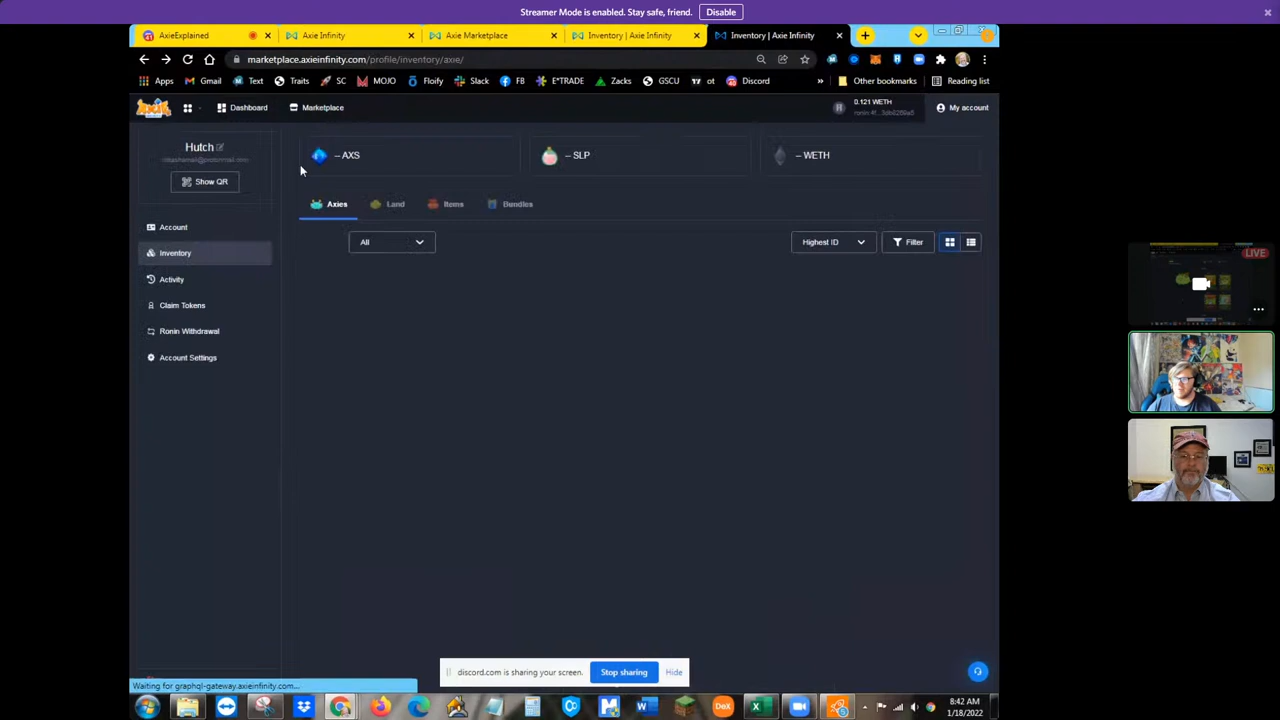 Streamer Mode is enabled. Stay safe, friend. Disable
AxieExplained
Axie Infinity
Axie Marketplace
Inventory | Axie Infinity
Inventory | Axie Infinity
marketplace.axieinfinity.com/profile/inventory/axie/
Apps
Gmail
Text
Traits
SC
MOJO
Floify
Slack
FB
E*TRADE
Zacks
GSCU
ot
Discord
»
Other bookmarks
Reading list
Dashboard
Marketplace
0.121 WETH
My account
Hutch
Show QR
-- AXS
-- SLP
-- WETH
Account
Inventory
Activity
Claim Tokens
Ronin Withdrawal
Account Settings
Axies
Land
Items
Bundles
All
Highest ID
Filter
LIVE
discord.com is sharing your screen.
Stop sharing
Hide
Waiting for graphql-gateway.axieinfinity.com...
8:42 AM
1/18/2022